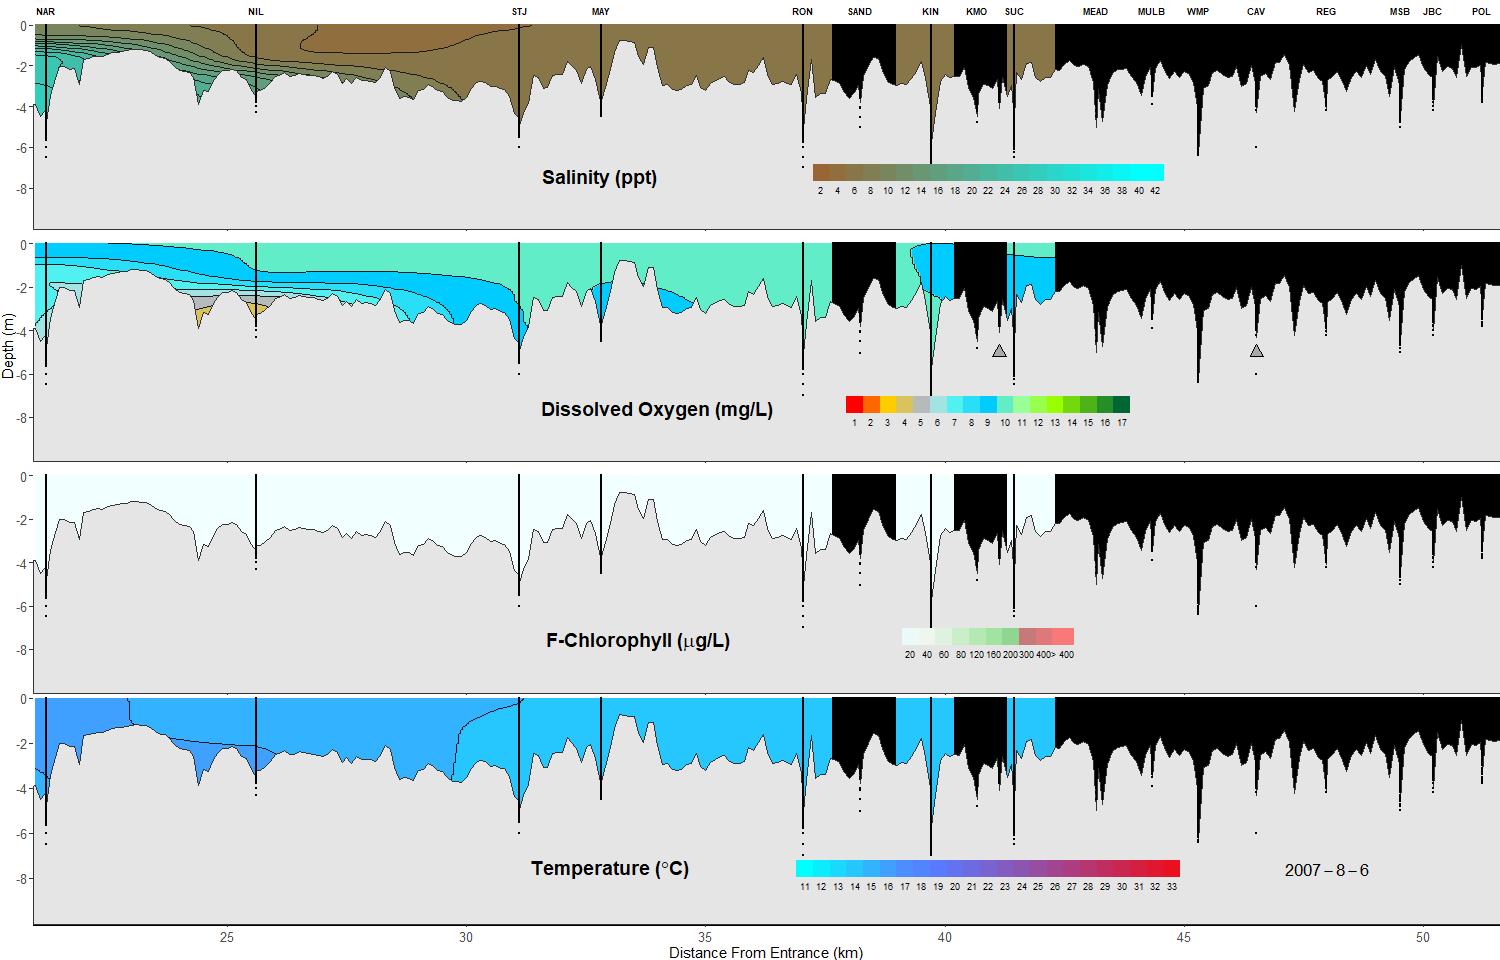 NAR NIL STJ MAY RON SAND KIN KMO SUC MEAD MULB WMP CAV REG MSB JBC POL
0
-2
-4
-6
-8
Salinity (ppt)
2 4 6 8 10 12 14 16 18 20 22 24 26 28 30 32 34 36 38 40 42
0
-2
-4
-6
-8
Depth (m)
Dissolved Oxygen (mg/L)
1 2 3 4 5 6 7 8 9 10 11 12 13 14 15 16 17
0
-2
-4
-6
-8
F-Chlorophyll (μg/L)
20 40 60 80 120 160 200 300 400> 400
0
-2
-4
-6
-8
Temperature (°C)
11 12 13 14 15 16 17 18 19 20 21 22 23 24 25 26 27 28 29 30 31 32 33
2007-8-6
25 30 35 40 45 50
Distance From Entrance (km)